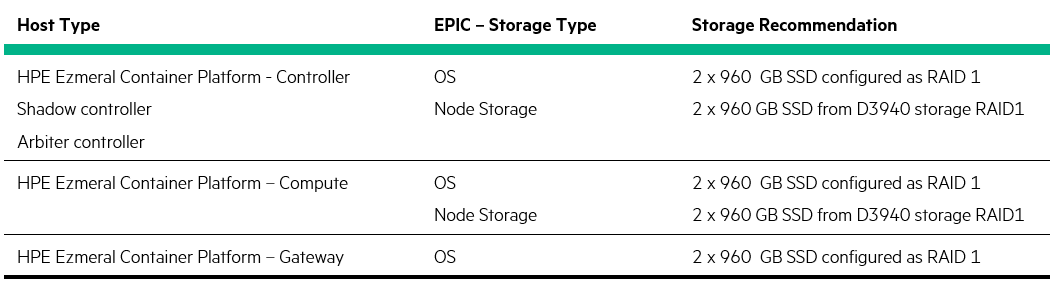 Host Type EPIC – Storage Type Storage Recommendation
HPE Ezmeral Container Platform - Controller OS 2 x 960  GB SSD configured as RAID 1
Shadow controller Node Storage 2 x 960 GB SSD from D3940 storage RAID1
Arbiter controller
HPE Ezmeral Container Platform – Compute OS 2 x 960  GB SSD configured as RAID 1
Node Storage 2 x 960 GB SSD from D3940 storage RAID1
HPE Ezmeral Container Platform – Gateway OS 2 x 960  GB SSD configured as RAID 1